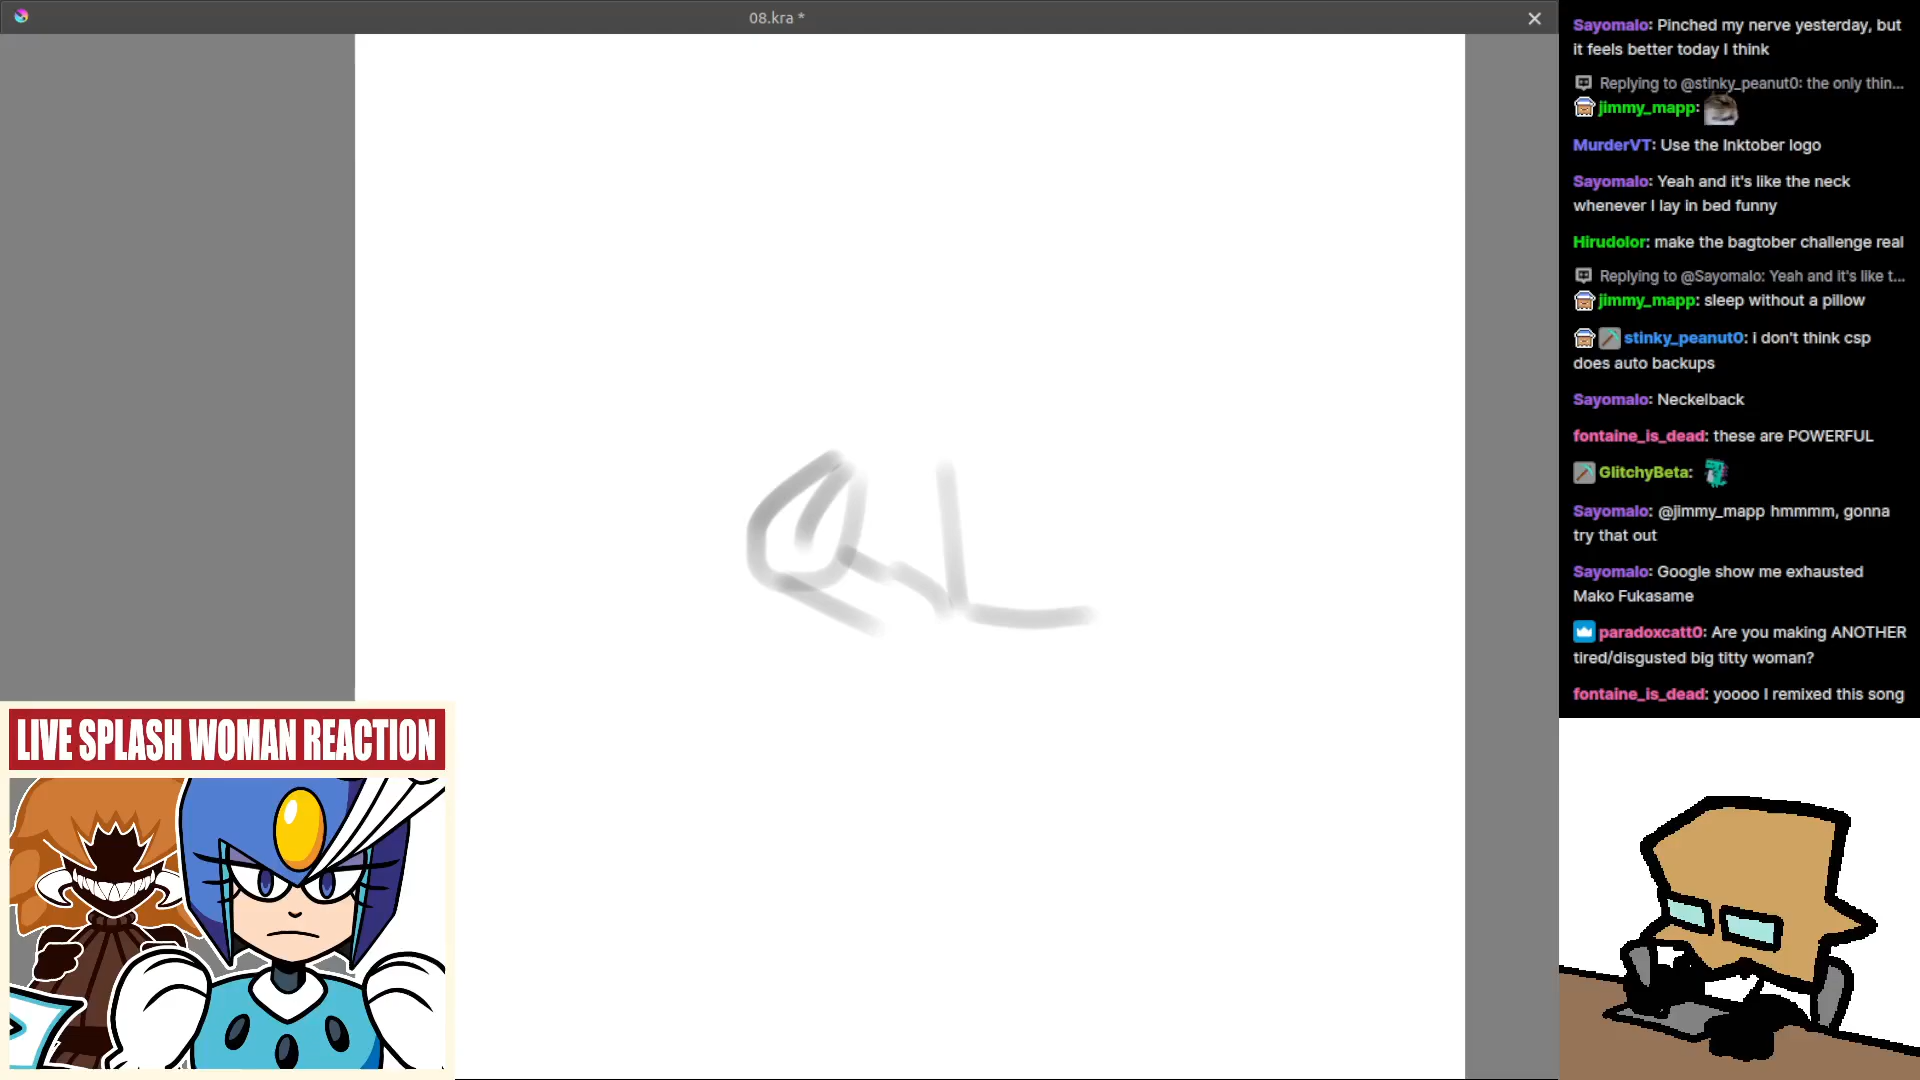 08.kra *
Sayomalo: Pinched my nerve yesterday, but
it feels better today I think
Replying to @stinky_peanut0: the only thin...
jimmy_mapp:
MurderVT: Use the Inktober logo
Sayomalo: Yeah and it's like the neck
whenever I lay in bed funny
Hirudolor: make the bagtober challenge real
Replying to @Sayomalo: Yeah and it's like t...
jimmy_mapp: sleep without a pillow
stinky_peanut0: i don't think csp
does auto backups
Sayomalo: Neckelback
fontaine_is_dead: these are POWERFUL
GlitchyBeta:
Sayomalo: @jimmy_mapp hmmmm, gonna
try that out
Sayomalo: Google show me exhausted
Mako Fukasame
paradoxcatt0: Are you making ANOTHER
tired/disgusted big titty woman?
fontaine_is_dead: yoooo I remixed this song
LIVE SPLASH WOMAN REACTION